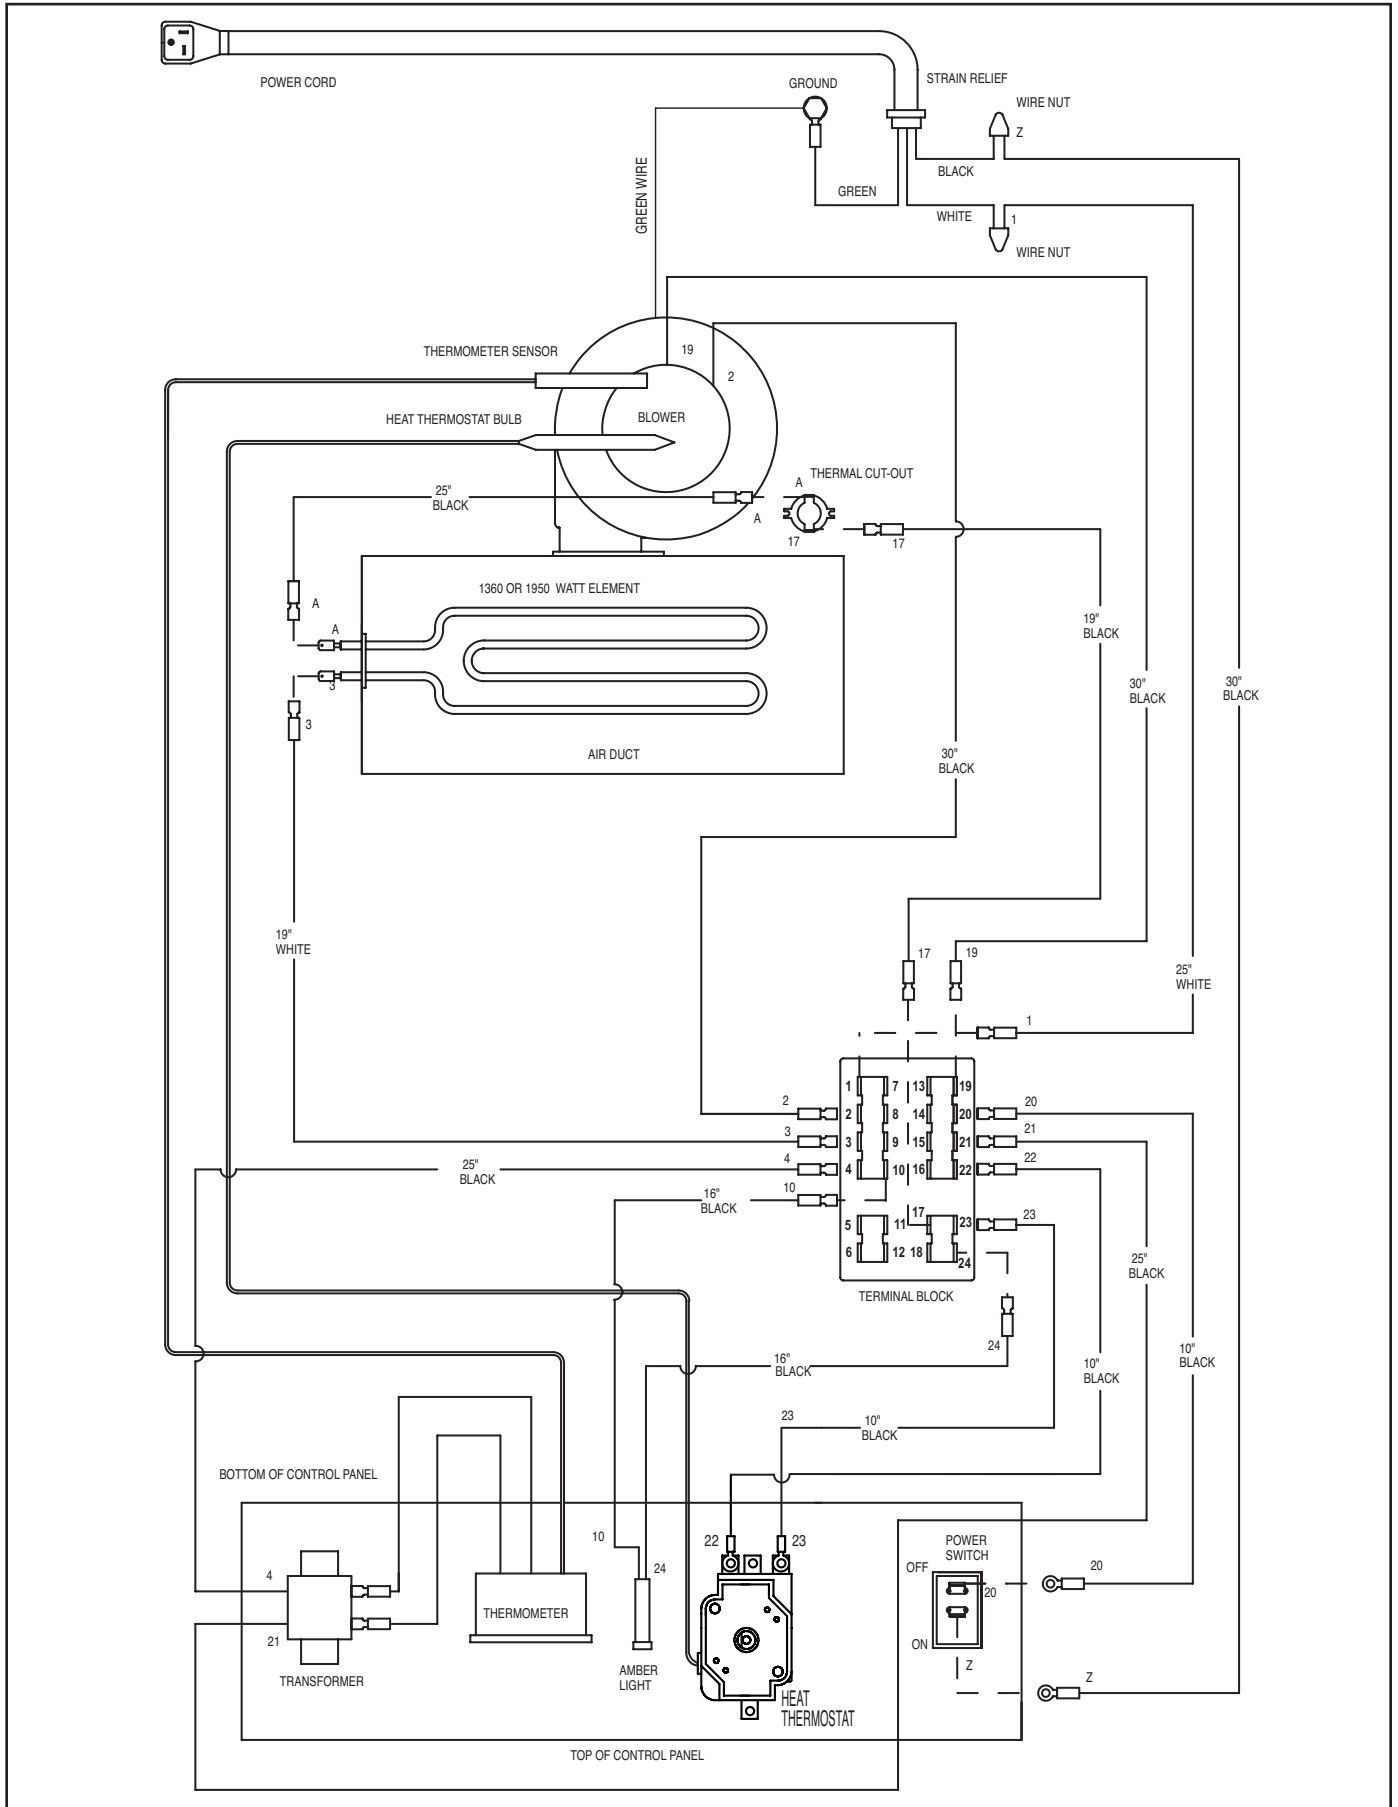 POWER CORD
GROUND
STRAIN RELIEF
WIRE NUT
Z
BLACK
GREEN WIRE
GREEN
WHITE
1
WIRE NUT
THERMOMETER SENSOR
19
2
HEAT THERMOSTAT BULB
BLOWER
THERMAL CUT-OUT
A
25"
BLACK
A
17
17
1360 OR 1950 WATT ELEMENT
A
A
19"
BLACK
3
3
30"
BLACK
30"
BLACK
AIR DUCT
30"
BLACK
19"
WHITE
17
19
25"
WHITE
1
1
7
13
19
2
2
8
14
20
20
3
3
9
15
21
21
4
4
10
16
22
22
25"
BLACK
10
16"
BLACK
17
5
11
23
23
6
12
18
24
25"
BLACK
TERMINAL BLOCK
24
16"
BLACK
10"
BLACK
10"
BLACK
23
10"
BLACK
BOTTOM OF CONTROL PANEL
10
22
23
POWER
SWITCH
OFF
20
24
4
20
THERMOMETER
21
ON
TRANSFORMER
AMBER
LIGHT
Z
Z
HEAT
THERMOSTAT
TOP OF CONTROL PANEL